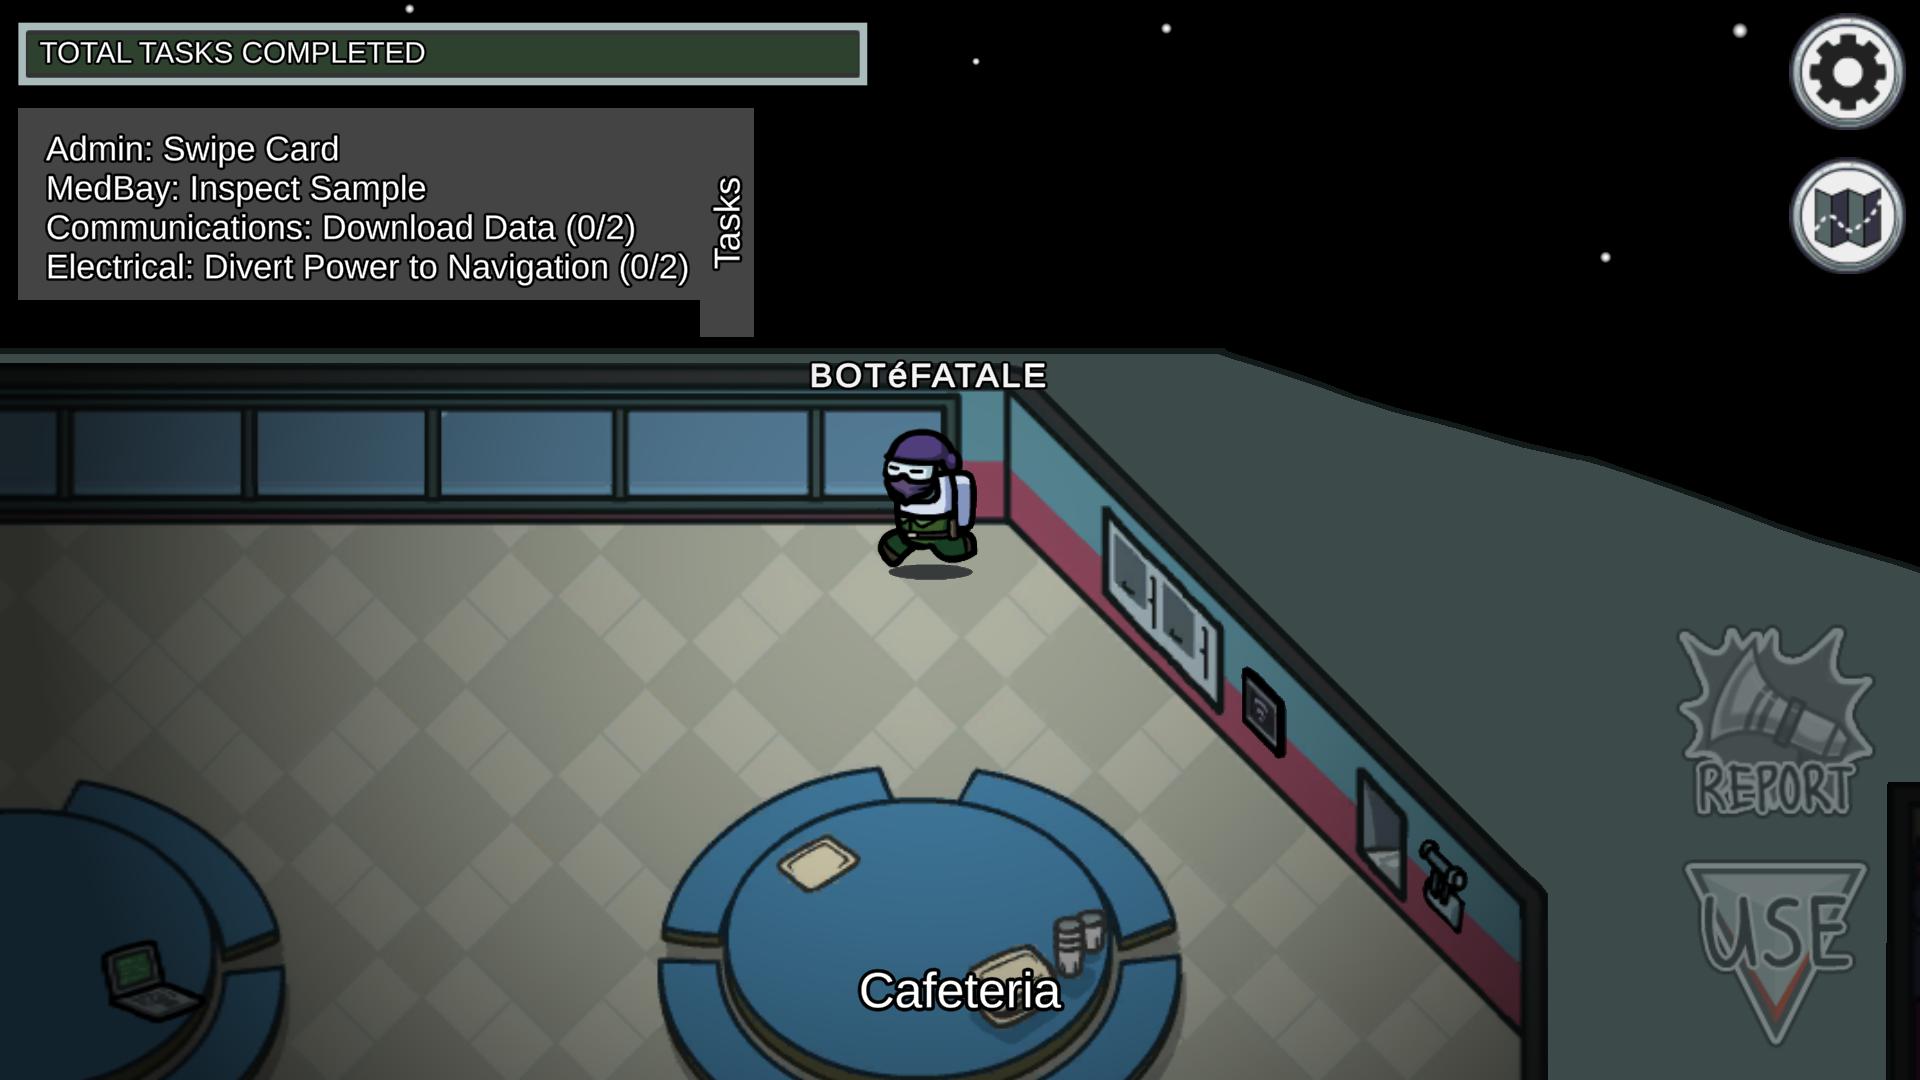 TOTAL TASKS COMPLETED
Admin: Swipe Card
MedBay: Inspect Sample
Communications: Download Data (0/2)
Electrical: Divert Power to Navigation (0/2)
Tasks
BOTéFATALE
REPORT
USE
Cafeteria